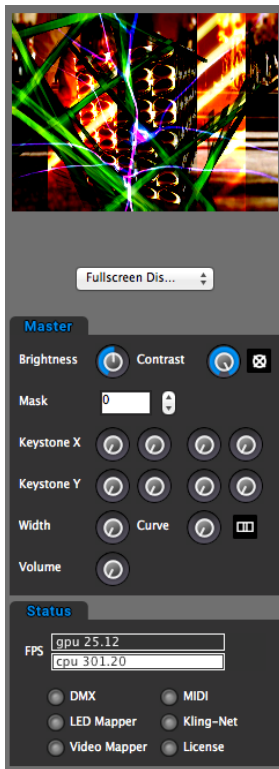 Fullscreen Dis...
Master
Brightness Contrast
Mask 0
Keystone X
Keystone Y
Width Curve
Volume
Status
FPS gpu 25.12
cpu 301.20
DMX MIDI
LED Mapper Kling-Net
Video Mapper License